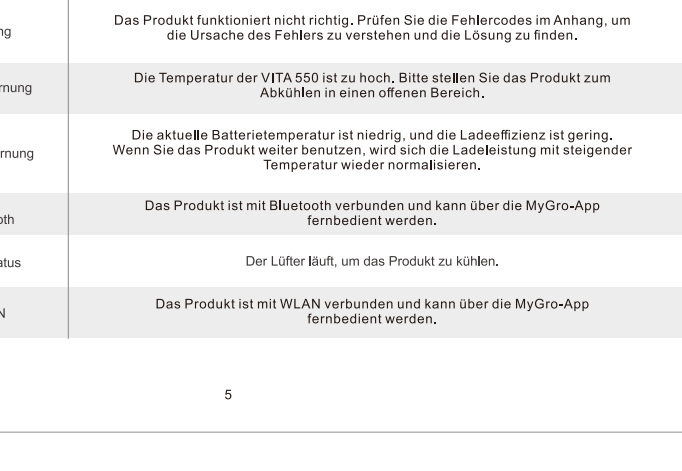 ng
Das Produkt funktioniert nicht richtig. Prüfen Sie die Fehlercodes im Anhang, um
die Ursache des Fehlers zu verstehen und die Lösung zu finden.
rnung
Die Temperatur der VITA 550 ist zu hoch. Bitte stellen Sie das Produkt zum
Abkühlen in einen offenen Bereich.
rnung
Die aktuelle Batterietemperatur ist niedrig, und die Ladeeffizienz ist gering.
Wenn Sie das Produkt weiter benutzen, wird sich die Ladeleistung mit steigender
Temperatur wieder normalisieren.
oth
Das Produkt ist mit Bluetooth verbunden und kann über die MyGro-App
fernbedient werden.
atus
Der Lüfter läuft, um das Produkt zu kühlen.
N
Das Produkt ist mit WLAN verbunden und kann über die MyGro-App
fernbedient werden.
5